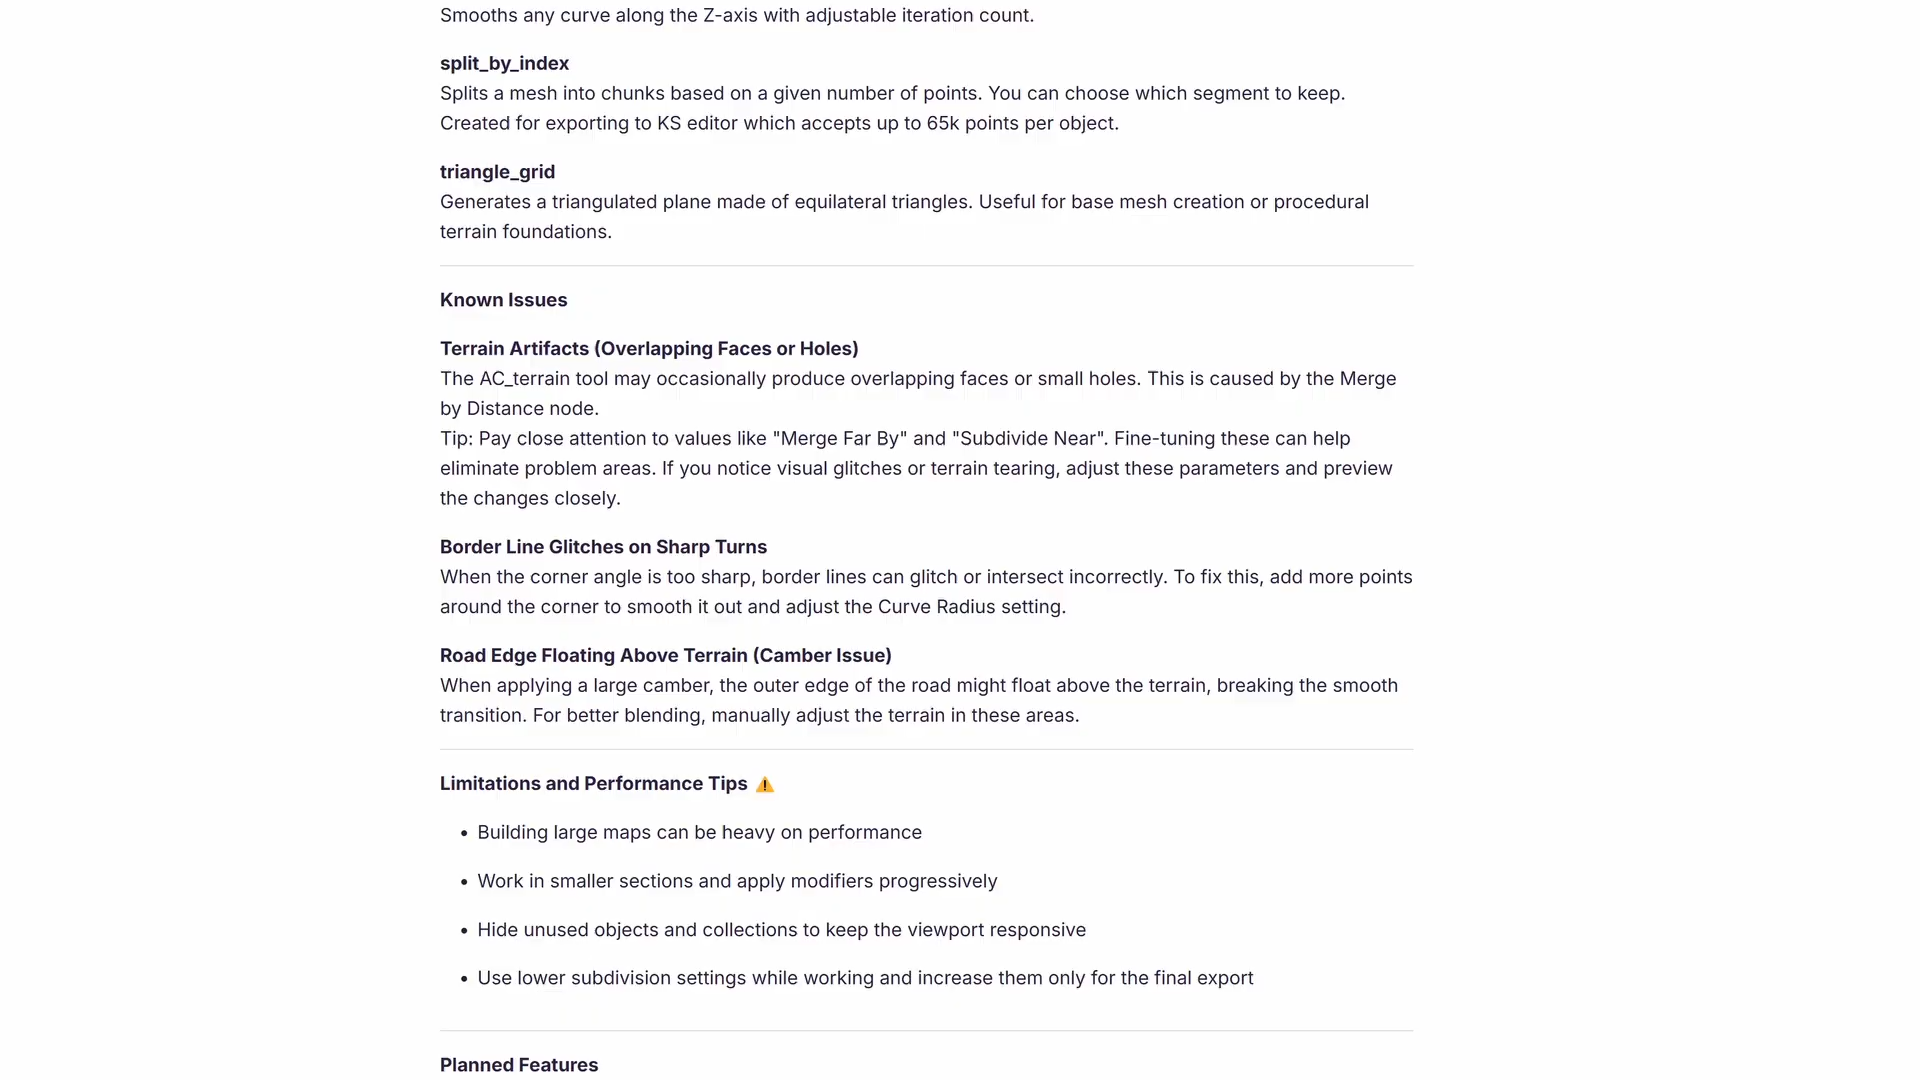 Smooths any curve along the Z-axis with adjustable iteration count.
split_by_index
Splits a mesh into chunks based on a given number of points. You can choose which segment to keep.
Created for exporting to KS editor which accepts up to 65k points per object.
triangle_grid
Generates a triangulated plane made of equilateral triangles. Useful for base mesh creation or procedural
terrain foundations.
Known Issues
Terrain Artifacts (Overlapping Faces or Holes)
The AC_terrain tool may occasionally produce overlapping faces or small holes. This is caused by the Merge
by Distance node.
Tip: Pay close attention to values like "Merge Far By" and "Subdivide Near". Fine-tuning these can help
eliminate problem areas. If you notice visual glitches or terrain tearing, adjust these parameters and preview
the changes closely.
Border Line Glitches on Sharp Turns
When the corner angle is too sharp, border lines can glitch or intersect incorrectly. To fix this, add more points
around the corner to smooth it out and adjust the Curve Radius setting.
Road Edge Floating Above Terrain (Camber Issue)
When applying a large camber, the outer edge of the road might float above the terrain, breaking the smooth
transition. For better blending, manually adjust the terrain in these areas.
Limitations and Performance Tips ⚠️
• Building large maps can be heavy on performance
• Work in smaller sections and apply modifiers progressively
• Hide unused objects and collections to keep the viewport responsive
• Use lower subdivision settings while working and increase them only for the final export
Planned Features